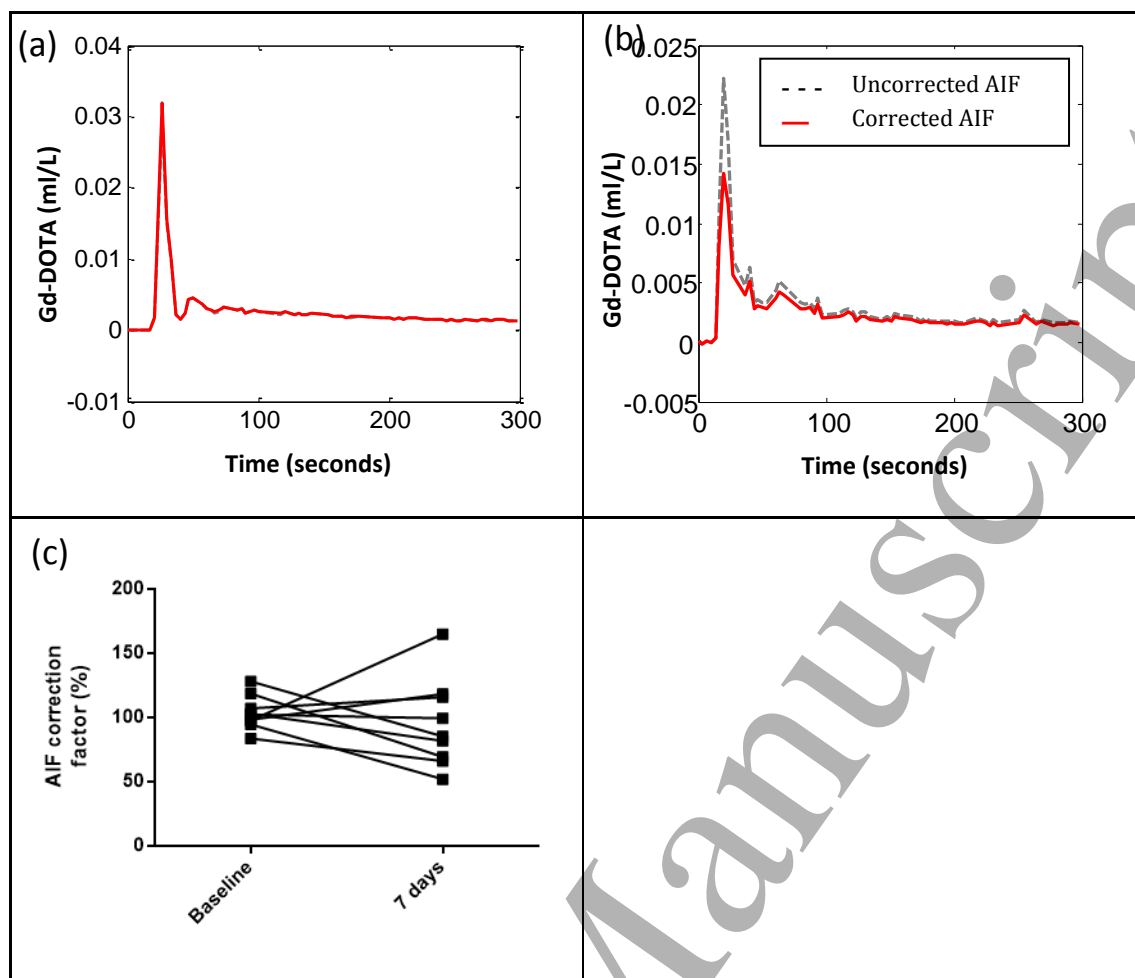 (a)
0.04
0.03
0.02
0.01
0
-0.01
0
100
200
300
Gd-DOTA (ml/L)
Time (seconds)
(b)
0.025
0.02
0.015
0.01
0.005
0
-0.005
0
100
200
300
Gd-DOTA (ml/L)
Time (seconds)
Uncorrected AIF
Corrected AIF
(c)
200
150
100
50
0
AIF correction
factor (%)
Baseline
7 days
Manuscrip